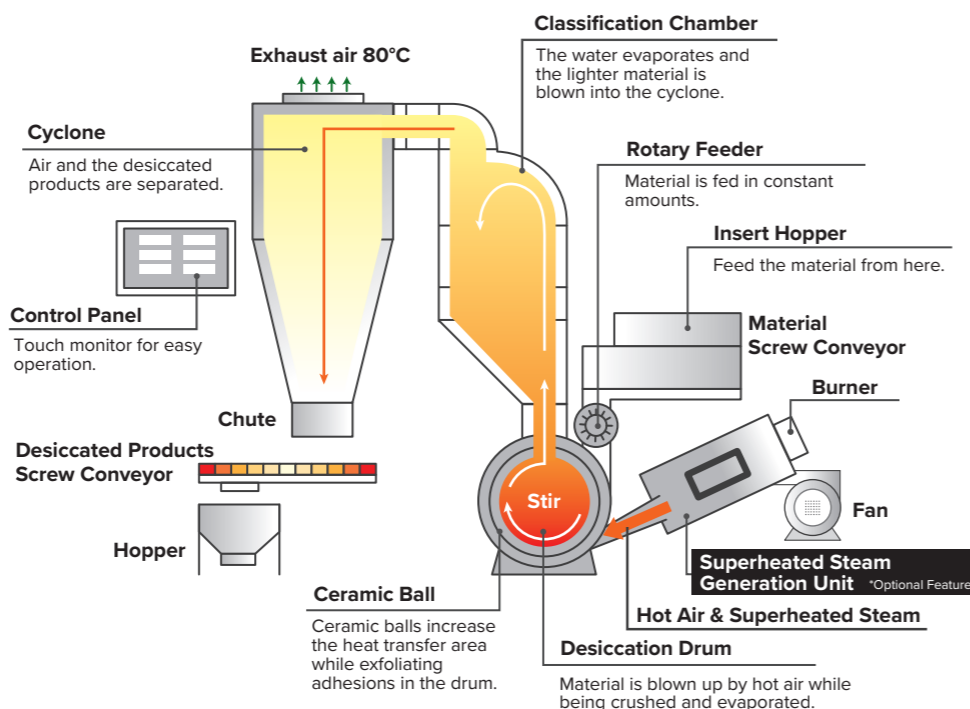 Classification Chamber
The water evaporates and
the lighter material is
blown into the cyclone.
Exhaust air 80°C
Cyclone
Air and the desiccated
products are separated.
Rotary Feeder
Material is fed in constant
amounts.
Insert Hopper
Feed the material from here.
Control Panel
Touch monitor for easy
operation.
Material
Screw Conveyor
Burner
Chute
Desiccated Products
Screw Conveyor
Stir
Fan
Hopper
Superheated Steam
Generation Unit *Optional Feature
Ceramic Ball
Ceramic balls increase
the heat transfer area
while exfoliating
adhesions in the drum.
Hot Air & Superheated Steam
Desiccation Drum
Material is blown up by hot air while
being crushed and evaporated.